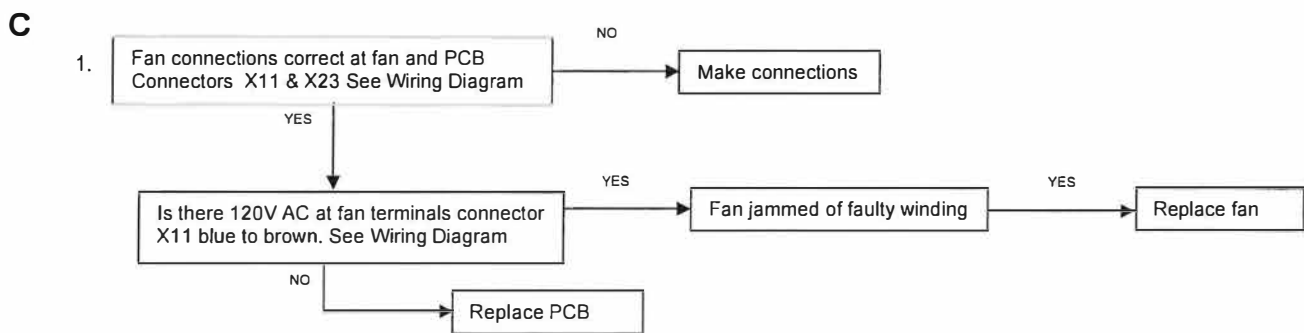 C
1.
Fan connections correct at fan and PCB
Connectors X11 & X23 See Wiring Diagram
NO
Make connections
YES
Is there 120V AC at fan terminals connector
X11 blue to brown. See Wiring Diagram
YES
Fan jammed of faulty winding
YES
Replace fan
NO
Replace PCB